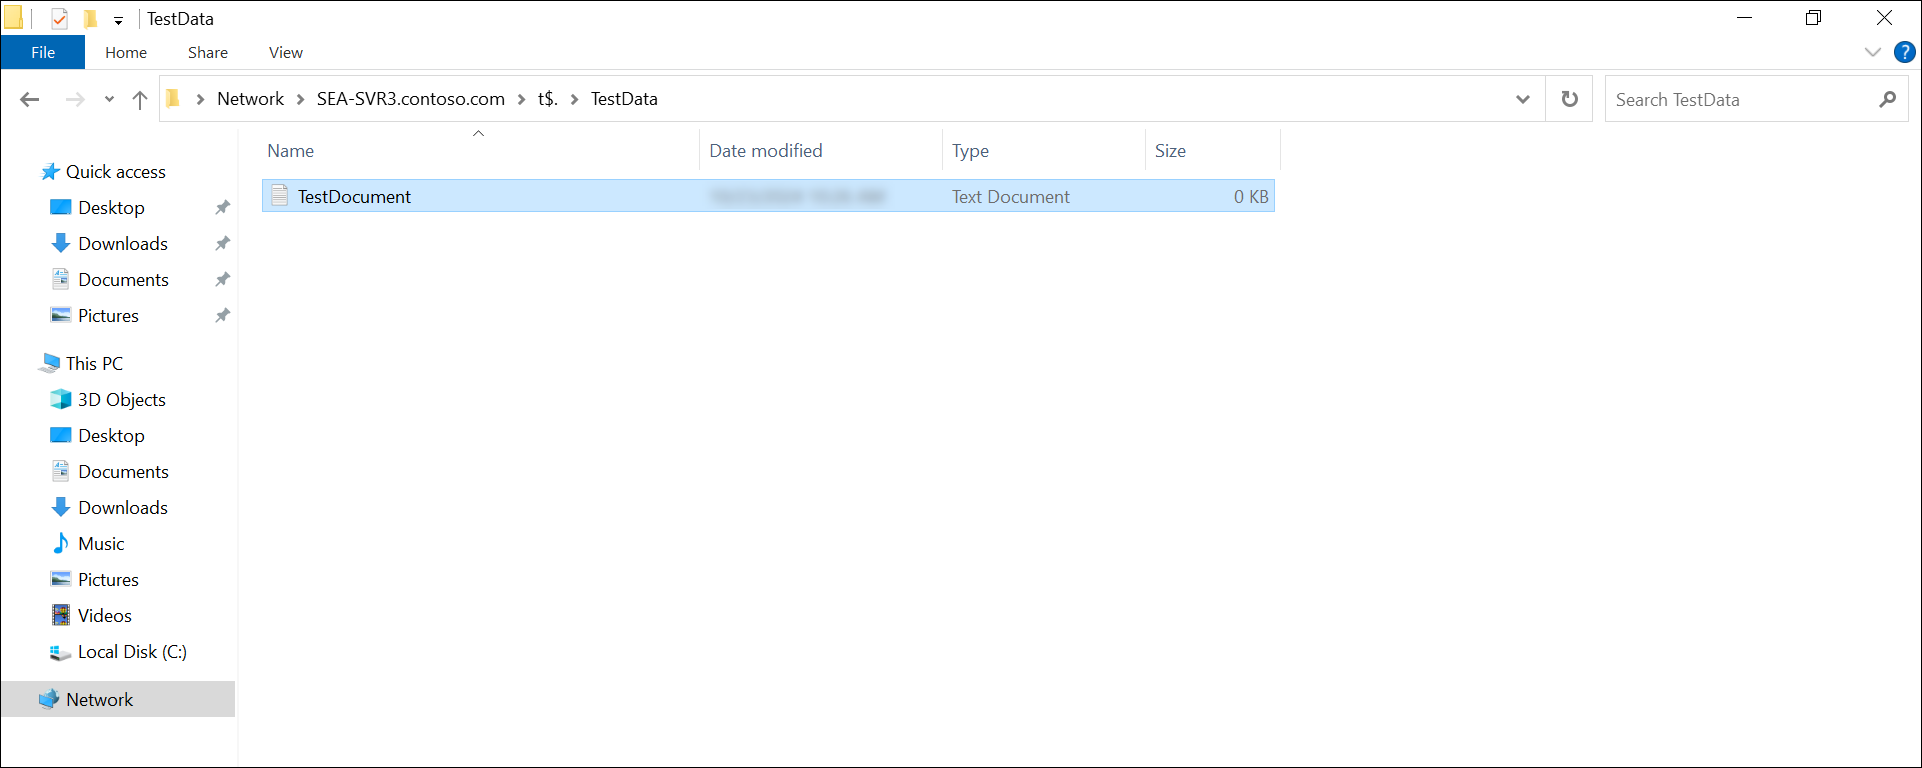 TestData
File Home Share View
Network SEA-SVR3.contoso.com t$. TestData
Search TestData
Name Date modified Type Size
TestDocument Text Document 0 KB
Quick access
Desktop
Downloads
Documents
Pictures
This PC
3D Objects
Desktop
Documents
Downloads
Music
Pictures
Videos
Local Disk (C:)
Network